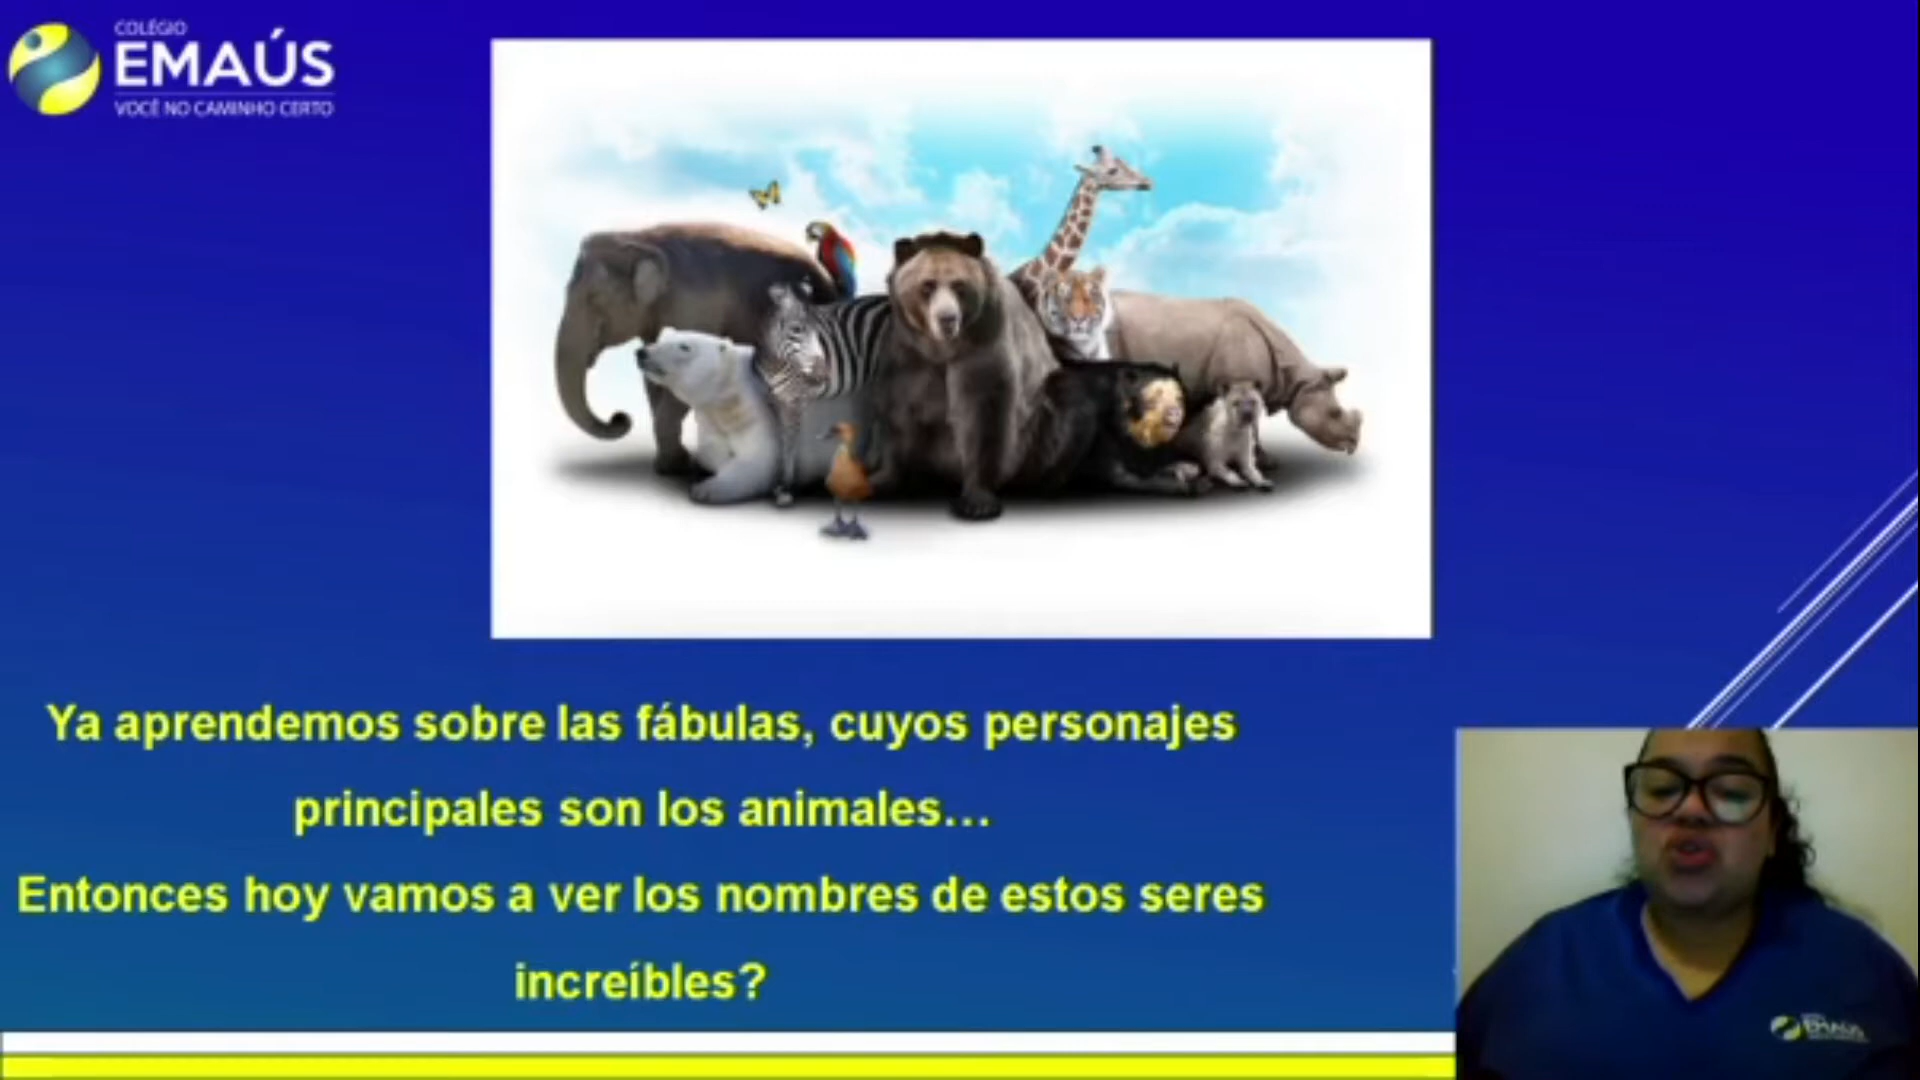 COLÉGIO
EMAÚS
VOCÊ NO CAMINHO CERTO
Ya aprendemos sobre las fábulas, cuyos personajes
principales son los animales...
Entonces hoy vamos a ver los nombres de estos seres
increíbles?
EMAÚS